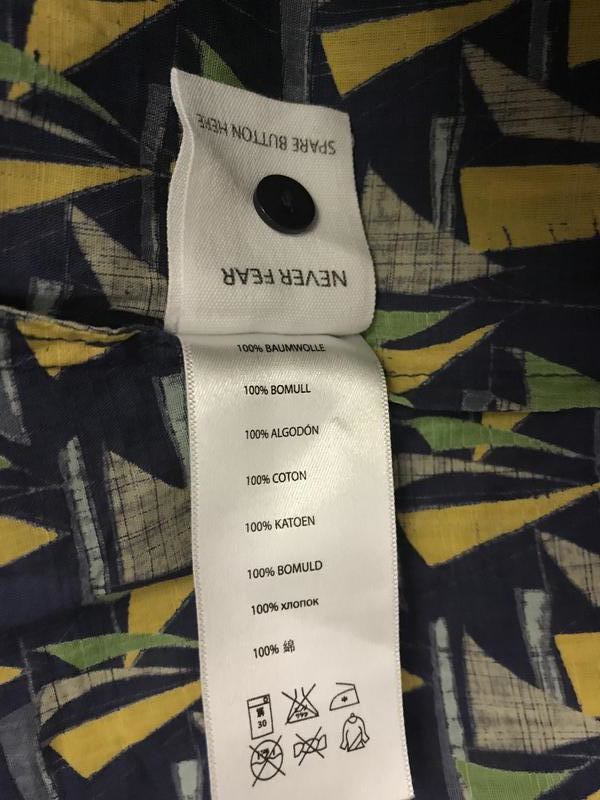 NEVER FEAR
SPARE BUTTON HERE
100% BAUMWOLLE
100% BOMULL
100% ALGODÓN
100% COTON
100% KATOEN
100% BOMULD
100% хлопок
100% 綿
30